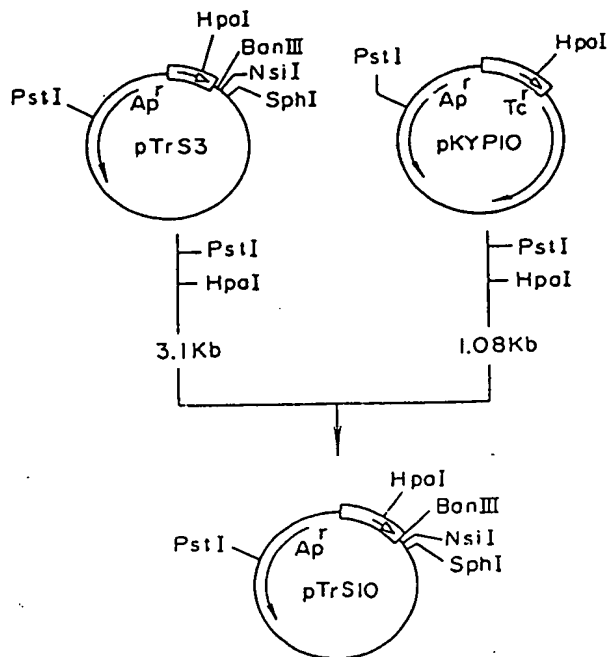 HpaI
BanIII
NsiI
SphI
PstI
Ap^r
pTrS3
HpaI
PstI
Ap^r
Tc^r
pKYP10
PstI
HpaI
PstI
HpaI
3.1Kb
1.08Kb
HpaI
BanIII
NsiI
SphI
PstI
Ap^r
pTrS10